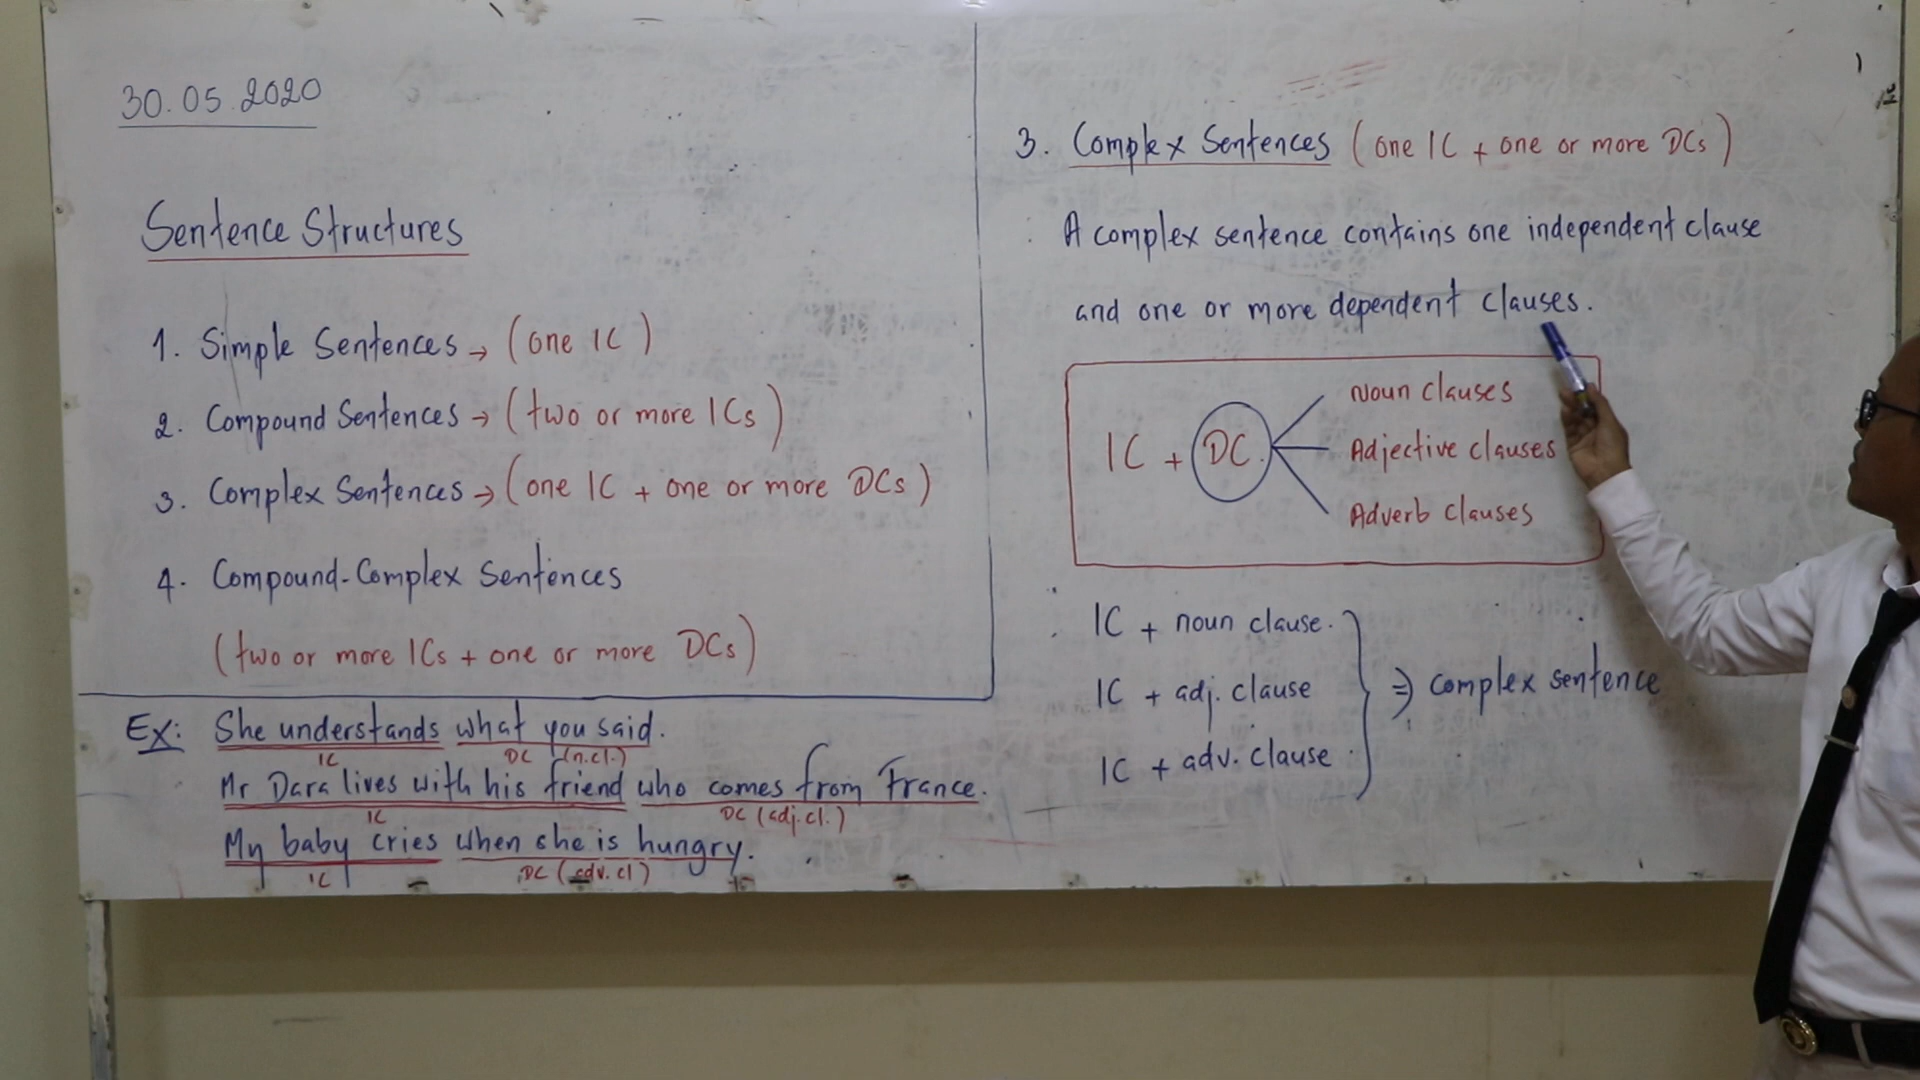 30.05.2020
Sentence Structures
1. Simple Sentences → (one IC)
2. Compound Sentences → (two or more ICs)
3. Complex Sentences → (one IC + one or more DCs)
4. Compound-Complex Sentences
(two or more ICs + one or more DCs)
Ex: She understands what you said.
IC DC (n.cl.)
Mr Dara lives with his friend who comes from France.
IC DC (adj.cl.)
My baby cries when she is hungry.
IC DC (adv.cl)
3. Complex Sentences (one IC + one or more DCs)
A complex sentence contains one independent clause
and one or more dependent clauses.
Noun clauses
IC + DC Adjective clauses
Adverb clauses
IC + noun clause.
IC + adj. clause ⇒ complex sentence
IC + adv. clause